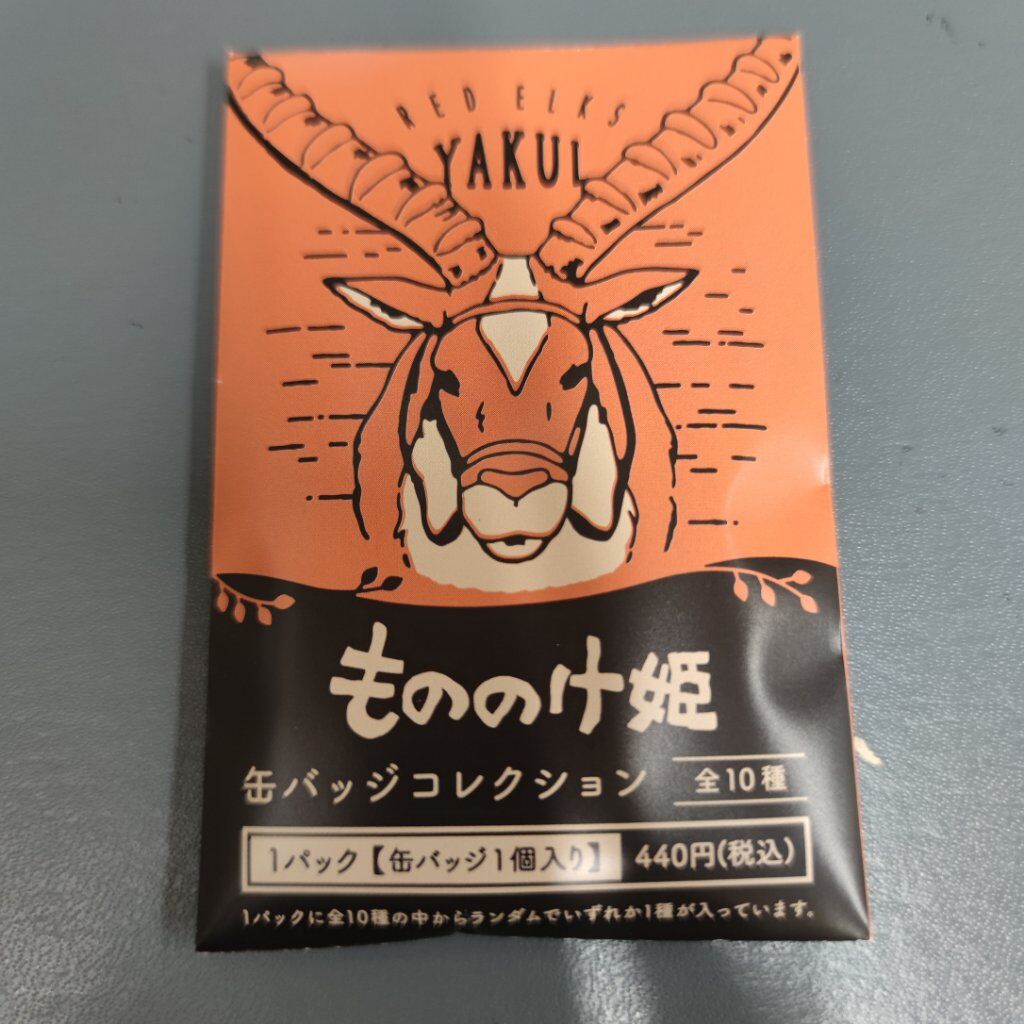 RED ELKS
YAKUL
もののけ姫
缶バッジコレクション 全10種
1パック【缶バッジ1個入り】 440円(税込)
1パックに全10種の中からランダムでいずれか1種が入っています。